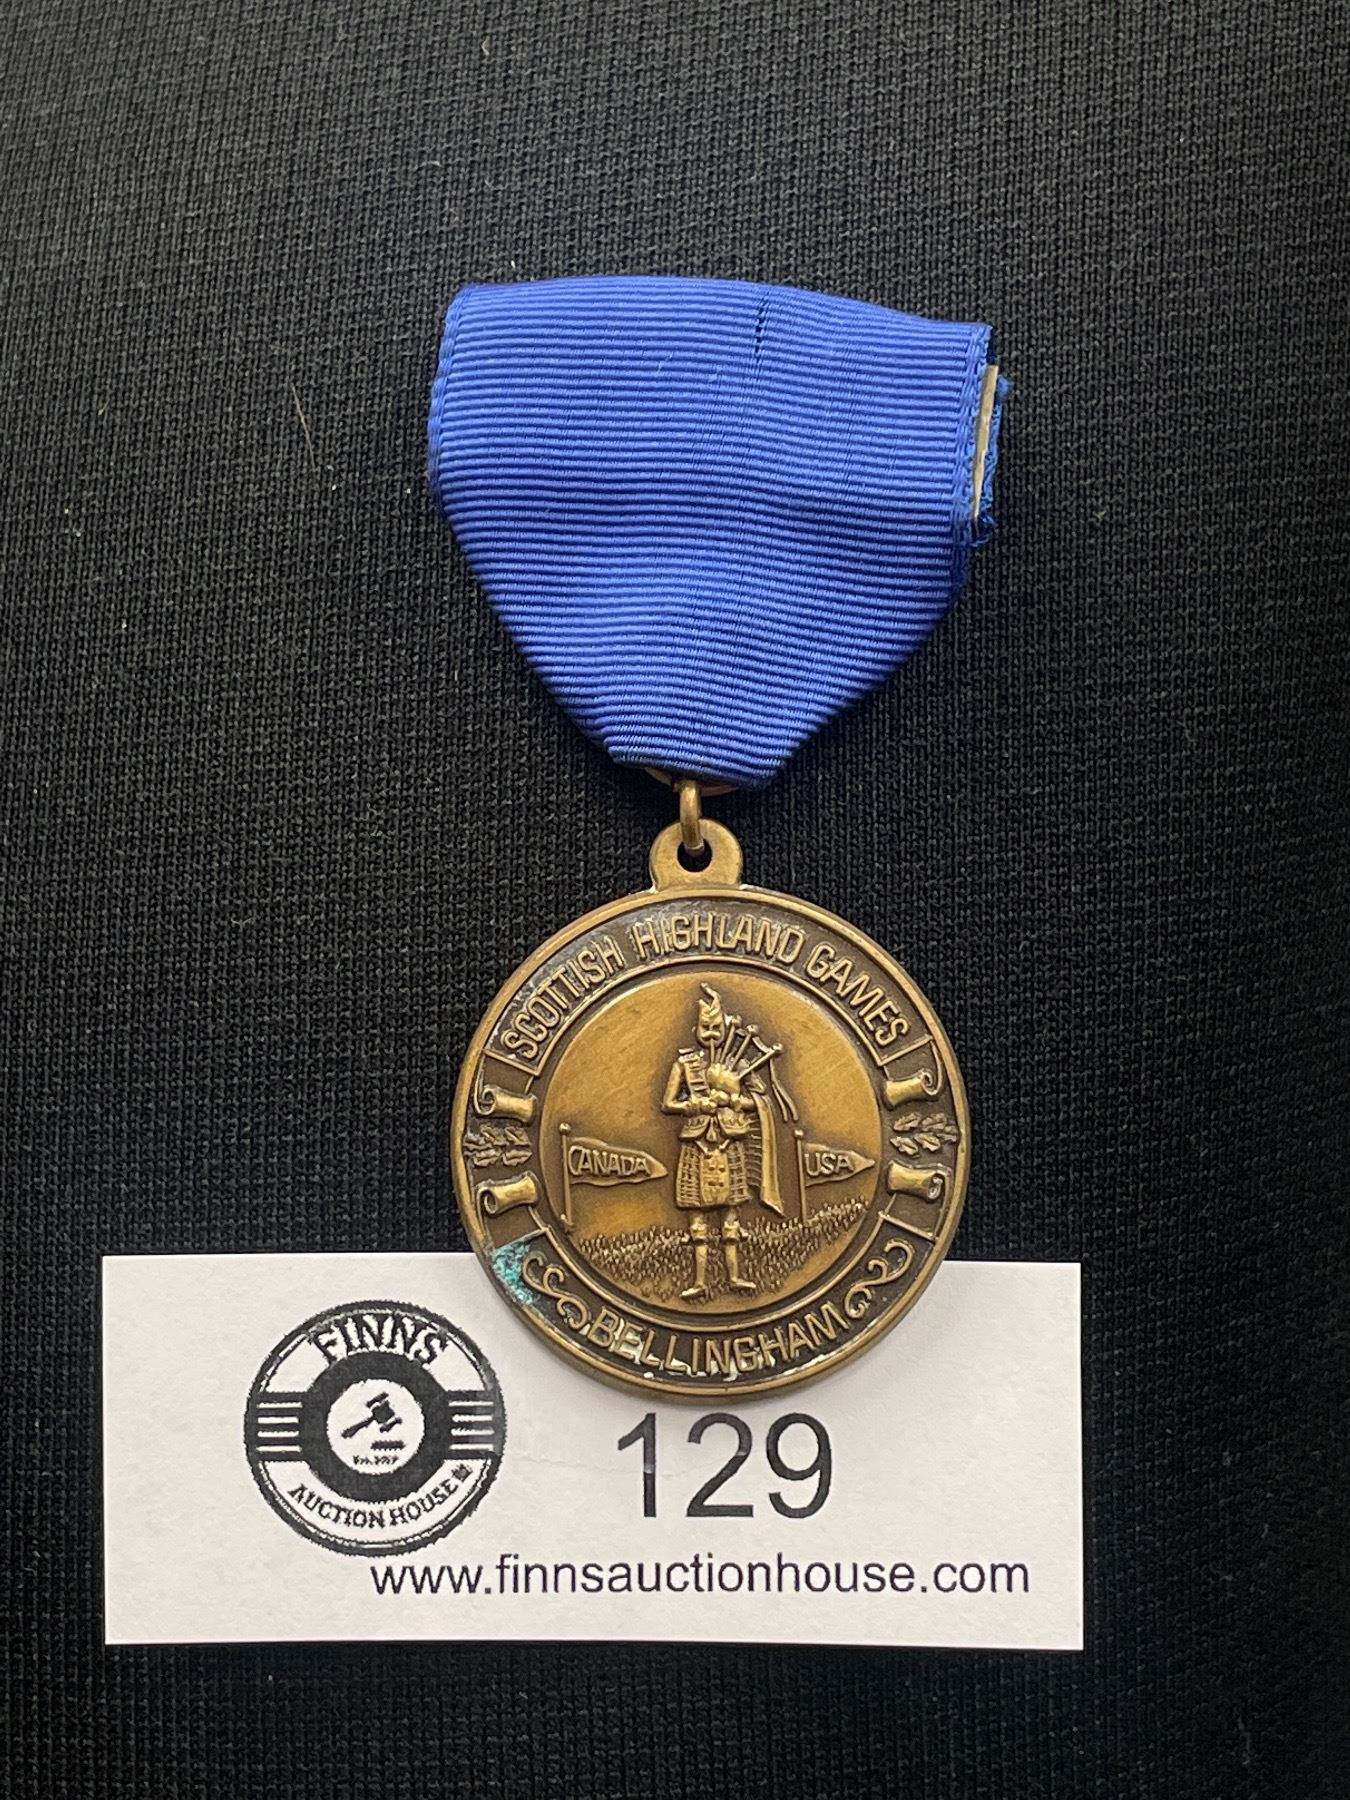 SCOTTISH HIGHLAND GAMES
CANADA
USA
BELLINGHAM
FINNS
AUCTION HOUSE
129
www.finnsauctionhouse.com